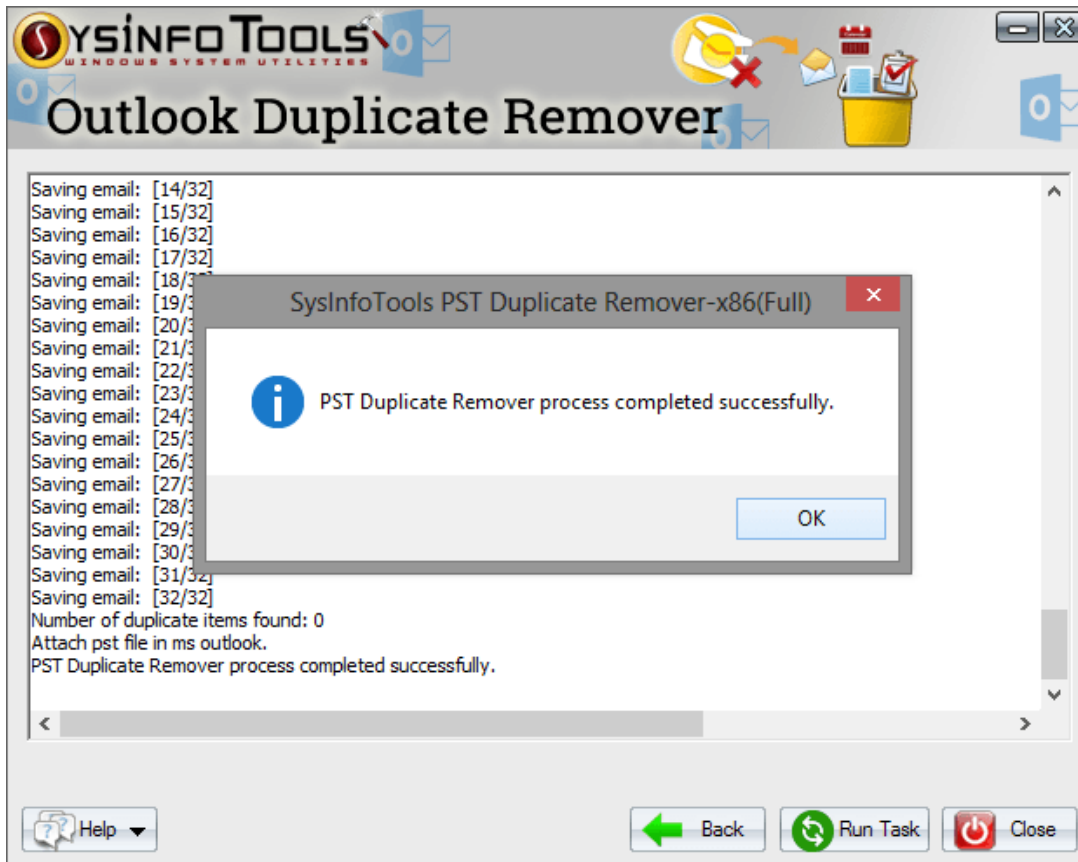 SYSINFOTOOLS
WINDOWS SYSTEM UTILITIES
Outlook Duplicate Remover
Saving email: [14/32]
Saving email: [15/32]
Saving email: [16/32]
Saving email: [17/32]
Saving email: [18/3
Saving email: [19/3
Saving email: [20/3
Saving email: [21/3
Saving email: [22/3
Saving email: [23/3
Saving email: [24/3
Saving email: [25/3
Saving email: [26/3
Saving email: [27/3
Saving email: [28/3
Saving email: [29/3
Saving email: [30/3
Saving email: [31/32]
Saving email: [32/32]
Number of duplicate items found: 0
Attach pst file in ms outlook.
PST Duplicate Remover process completed successfully.
SysInfoTools PST Duplicate Remover-x86(Full)
PST Duplicate Remover process completed successfully.
OK
Help
Back
Run Task
Close